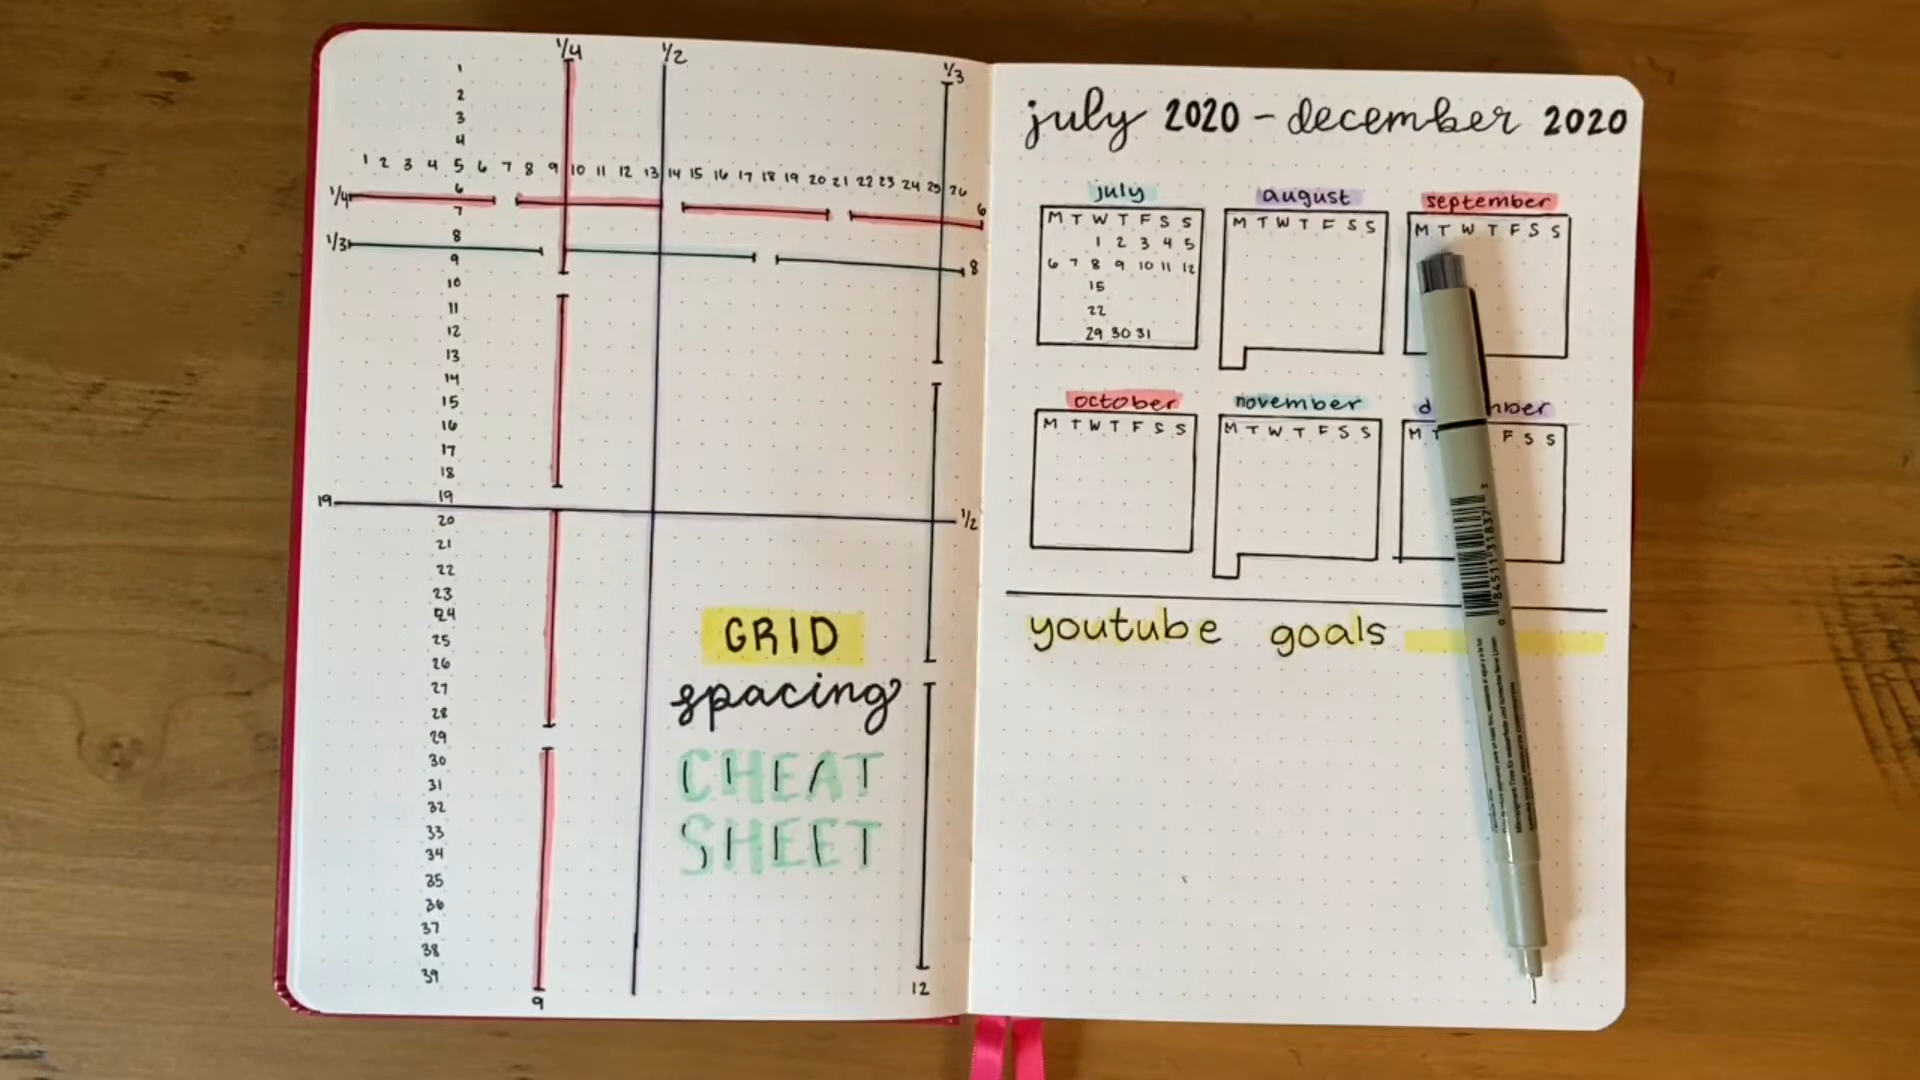 1/4 1/2 1/3
1
2
3
4
1 2 3 4 5 6 7 8 9 10 11 12 13 14 15 16 17 18 19 20 21 22 23 24 25 26
1/4 6 6
7
1/3 8
9 8
10
11
12
13
14
15
16
17
18
19 19
20 1/2
21
22
23
24
25
26
27
28
29
30
31
32
33
34
35
36
37
38
39
9 12
GRID
spacing
CHEAT
SHEET
july 2020 - december 2020
july
M T W T F S S
1 2 3 4 5
6 7 8 9 10 11 12
15
22
29 30 31
august
M T W T F S S
september
M T W T F S S
october
M T W T F S S
november
M T W T F S S
M T F S S
youtube goals
0 84511 31837 3